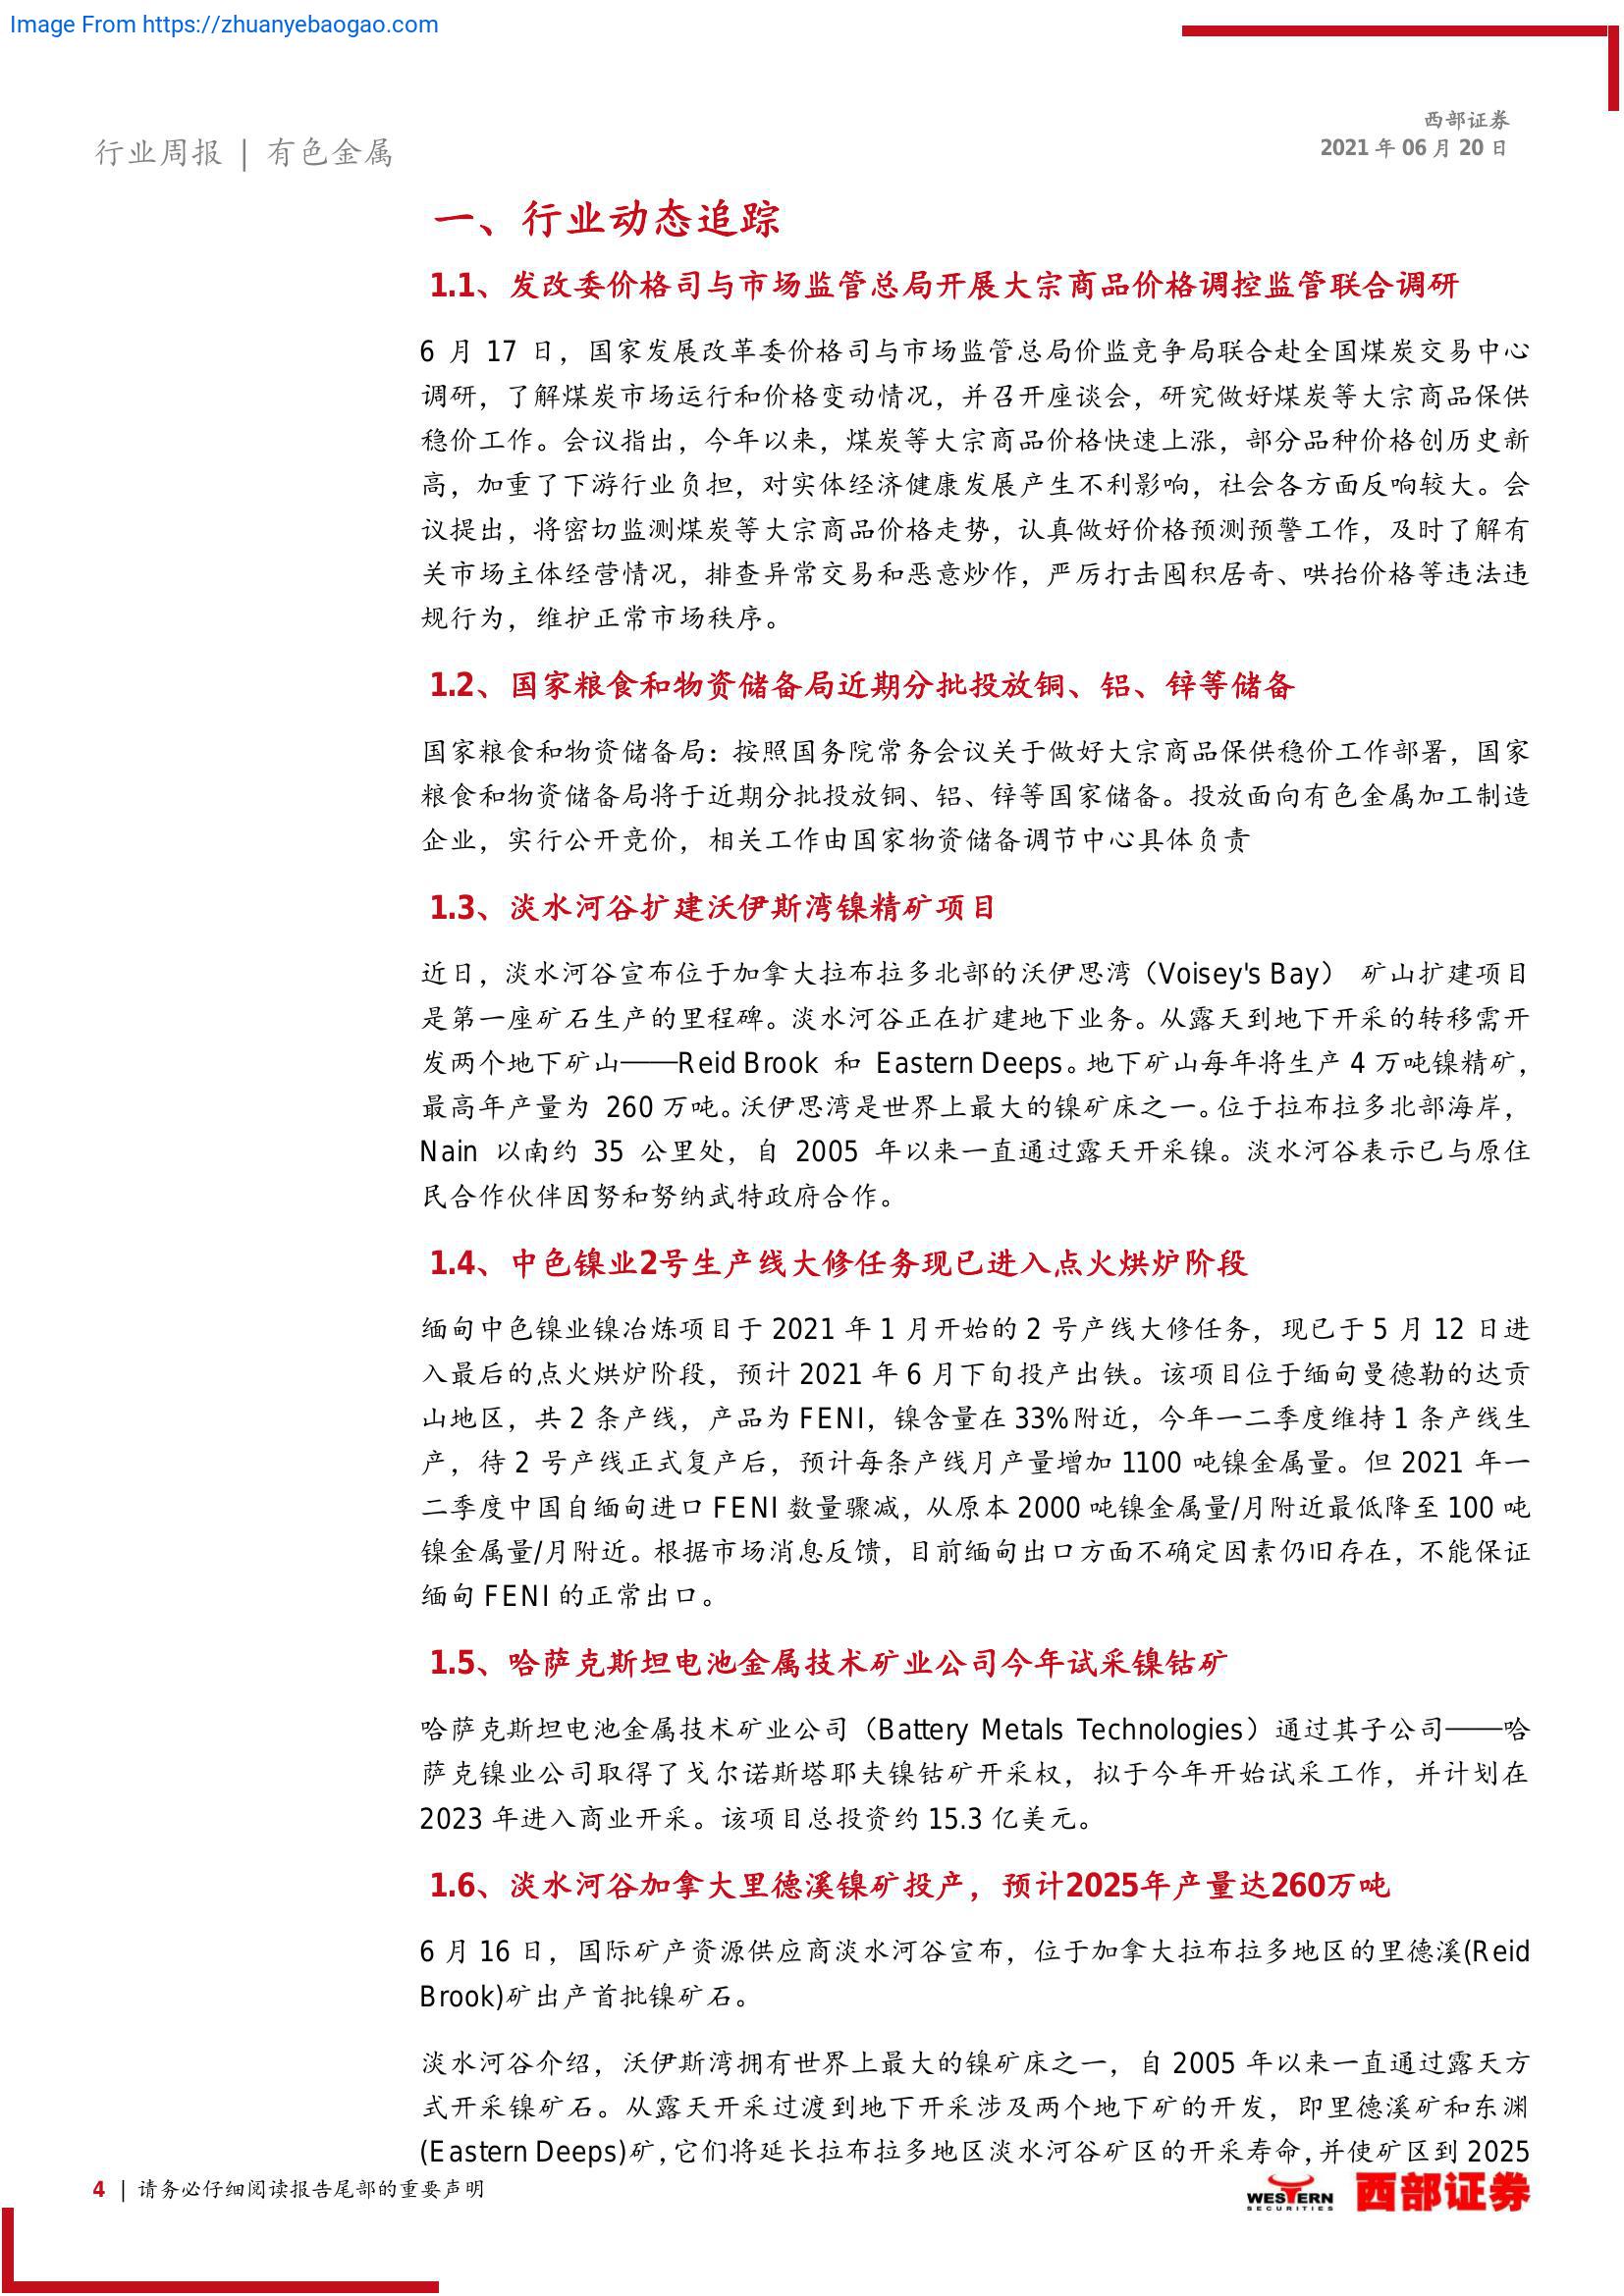 Image From https://zhuanyebaogao.com
行业周报 | 有色金属
西部证券
2021 年 06 月 20 日
一、行业动态追踪
1.1、发改委价格司与市场监管总局开展大宗商品价格调控监管联合调研
6 月 17 日，国家发展改革委价格司与市场监管总局价监竞争局联合赴全国煤炭交易中心
调研，了解煤炭市场运行和价格变动情况，并召开座谈会，研究做好煤炭等大宗商品保供
稳价工作。会议指出，今年以来，煤炭等大宗商品价格快速上涨，部分品种价格创历史新
高，加重了下游行业负担，对实体经济健康发展产生不利影响，社会各方面反响较大。会
议提出，将密切监测煤炭等大宗商品价格走势，认真做好价格预测预警工作，及时了解有
关市场主体经营情况，排查异常交易和恶意炒作，严厉打击囤积居奇、哄抬价格等违法违
规行为，维护正常市场秩序。
1.2、国家粮食和物资储备局近期分批投放铜、铝、锌等储备
国家粮食和物资储备局：按照国务院常务会议关于做好大宗商品保供稳价工作部署，国家
粮食和物资储备局将于近期分批投放铜、铝、锌等国家储备。投放面向有色金属加工制造
企业，实行公开竞价，相关工作由国家物资储备调节中心具体负责
1.3、淡水河谷扩建沃伊斯湾镍精矿项目
近日，淡水河谷宣布位于加拿大拉布拉多北部的沃伊思湾（Voisey's Bay） 矿山扩建项目
是第一座矿石生产的里程碑。淡水河谷正在扩建地下业务。从露天到地下开采的转移需开
发两个地下矿山——Reid Brook 和 Eastern Deeps。地下矿山每年将生产 4 万吨镍精矿，
最高年产量为 260 万吨。沃伊思湾是世界上最大的镍矿床之一。位于拉布拉多北部海岸，
Nain 以南约 35 公里处，自 2005 年以来一直通过露天开采镍。淡水河谷表示已与原住
民合作伙伴因努和努纳武特政府合作。
1.4、中色镍业2号生产线大修任务现已进入点火烘炉阶段
缅甸中色镍业镍冶炼项目于 2021 年 1 月开始的 2 号产线大修任务，现已于 5 月 12 日进
入最后的点火烘炉阶段，预计 2021 年 6 月下旬投产出铁。该项目位于缅甸曼德勒的达贡
山地区，共 2 条产线，产品为 FENI，镍含量在 33%附近，今年一二季度维持 1 条产线生
产，待 2 号产线正式复产后，预计每条产线月产量增加 1100 吨镍金属量。但 2021 年一
二季度中国自缅甸进口 FENI 数量骤减，从原本 2000 吨镍金属量/月附近最低降至 100 吨
镍金属量/月附近。根据市场消息反馈，目前缅甸出口方面不确定因素仍旧存在，不能保证
缅甸 FENI 的正常出口。
1.5、哈萨克斯坦电池金属技术矿业公司今年试采镍钴矿
哈萨克斯坦电池金属技术矿业公司（Battery Metals Technologies）通过其子公司——哈
萨克镍业公司取得了戈尔诺斯塔耶夫镍钴矿开采权，拟于今年开始试采工作，并计划在
2023 年进入商业开采。该项目总投资约 15.3 亿美元。
1.6、淡水河谷加拿大里德溪镍矿投产，预计2025年产量达260万吨
6 月 16 日，国际矿产资源供应商淡水河谷宣布，位于加拿大拉布拉多地区的里德溪(Reid
Brook)矿出产首批镍矿石。
淡水河谷介绍，沃伊斯湾拥有世界上最大的镍矿床之一，自 2005 年以来一直通过露天方
式开采镍矿石。从露天开采过渡到地下开采涉及两个地下矿的开发，即里德溪矿和东渊
(Eastern Deeps)矿，它们将延长拉布拉多地区淡水河谷矿区的开采寿命，并使矿区到 2025
4 | 请务必仔细阅读报告尾部的重要声明
WESTERN
SECURITIES
西部证券